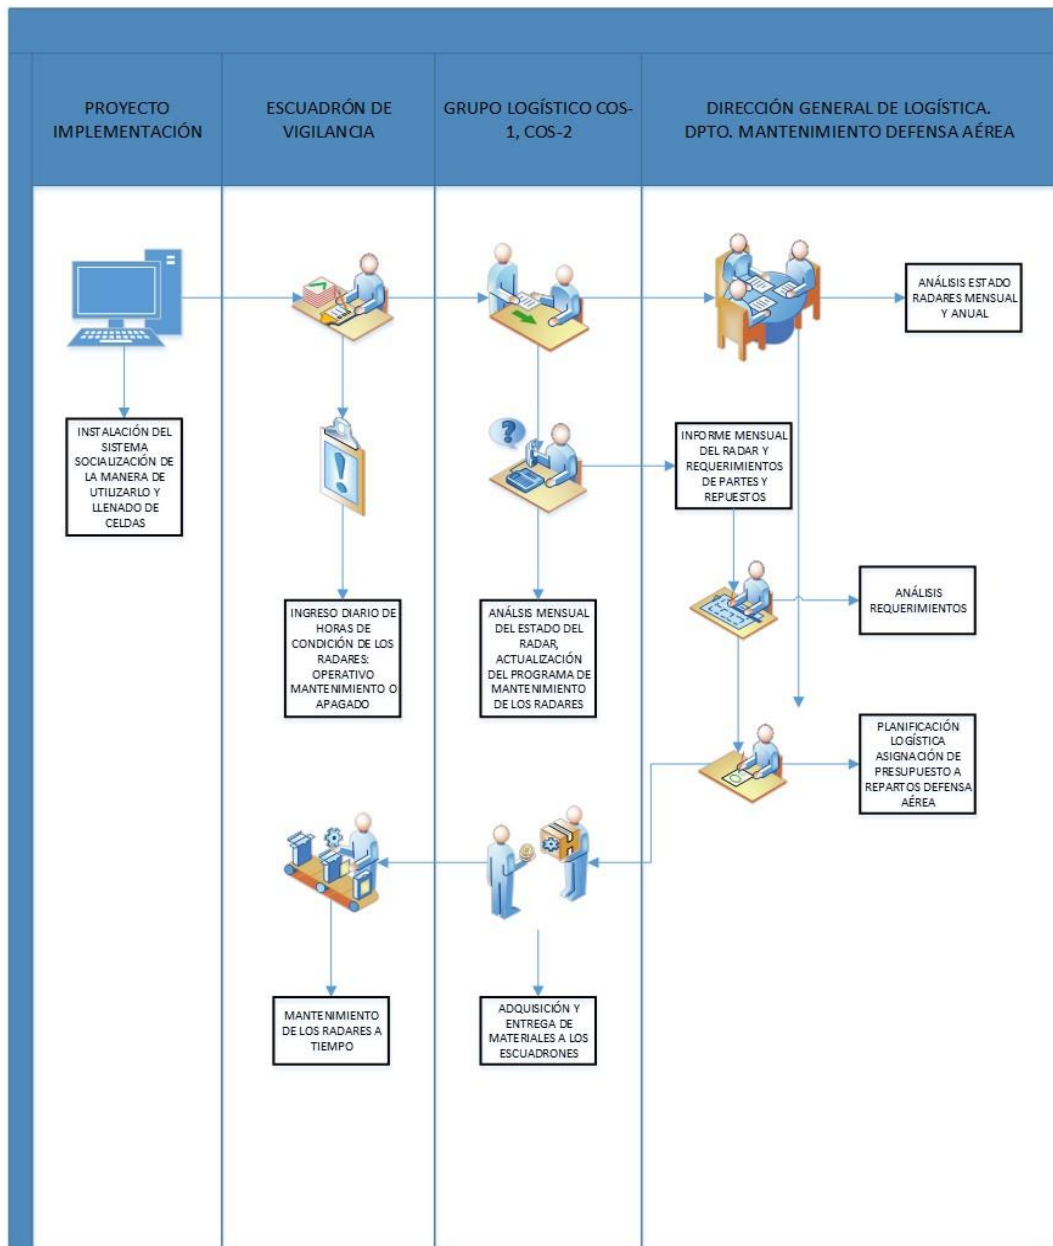 PROYECTO
IMPLEMENTACIÓN
ESCUADRÓN DE
VIGILANCIA
GRUPO LOGÍSTICO COS-
1, COS-2
DIRECCIÓN GENERAL DE LOGÍSTICA.
DPTO. MANTENIMIENTO DEFENSA AÉREA
ANÁLISIS ESTADO
RADARES MENSUAL
Y ANUAL
INSTALACIÓN DEL
SISTEMA
SOCIALIZACIÓN DE
LA MANERA DE
UTILIZARLO Y
LLENADO DE
CELDAS
INFORME MENSUAL
DEL RADAR Y
REQUERIMIENTOS
DE PARTES Y
REPUESTOS
INGRESO DIARIO DE
HORAS DE
CONDICIÓN DE LOS
RADARES:
OPERATIVO
MANTENIMIENTO O
APAGADO
ANÁLSIS MENSUAL
DEL ESTADO DEL
RADAR,
ACTUALIZACIÓN
DEL PROGRAMA DE
MANTENIMIENTO
DE LOS RADARES
ANÁLISIS
REQUERIMIENTOS
PLANIFICACIÓN
LOGÍSTICA
ASIGNACIÓN DE
PRESUPUESTO A
REPARTOS DEFENSA
AÉREA
MANTENIMIENTO
DE LOS RADARES A
TIEMPO
ADQUISICIÓN Y
ENTREGA DE
MATERIALES A LOS
ESCUADRONES